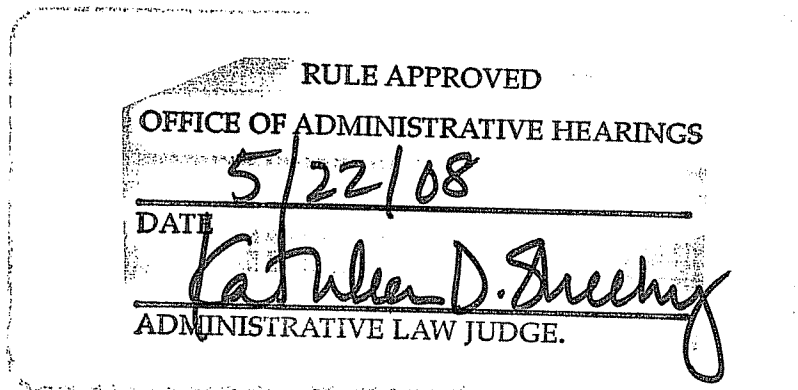 RULE APPROVED
OFFICE OF ADMINISTRATIVE HEARINGS
5/22/08
DATE
Kathleen D. Sheehy
ADMINISTRATIVE LAW JUDGE.